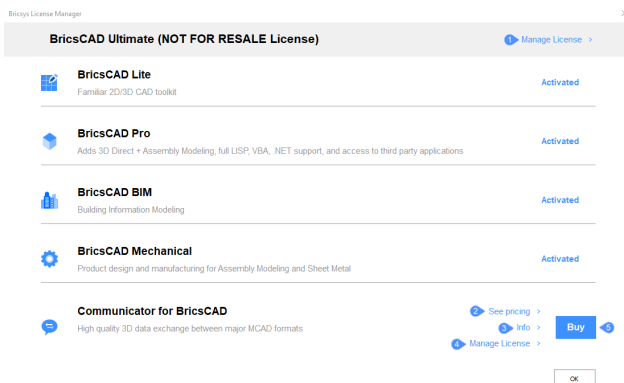 Bricsys License Manager
BricsCAD Ultimate (NOT FOR RESALE License)
1 Manage License >
BricsCAD Lite
Familiar 2D/3D CAD toolkit
Activated
BricsCAD Pro
Adds 3D Direct + Assembly Modeling, full LISP, VBA, .NET support, and access to third party applications
Activated
BricsCAD BIM
Building Information Modeling
Activated
BricsCAD Mechanical
Product design and manufacturing for Assembly Modeling and Sheet Metal
Activated
Communicator for BricsCAD
High quality 3D data exchange between major MCAD formats
2 See pricing >
3 Info >
4 Manage License >
Buy 5
OK